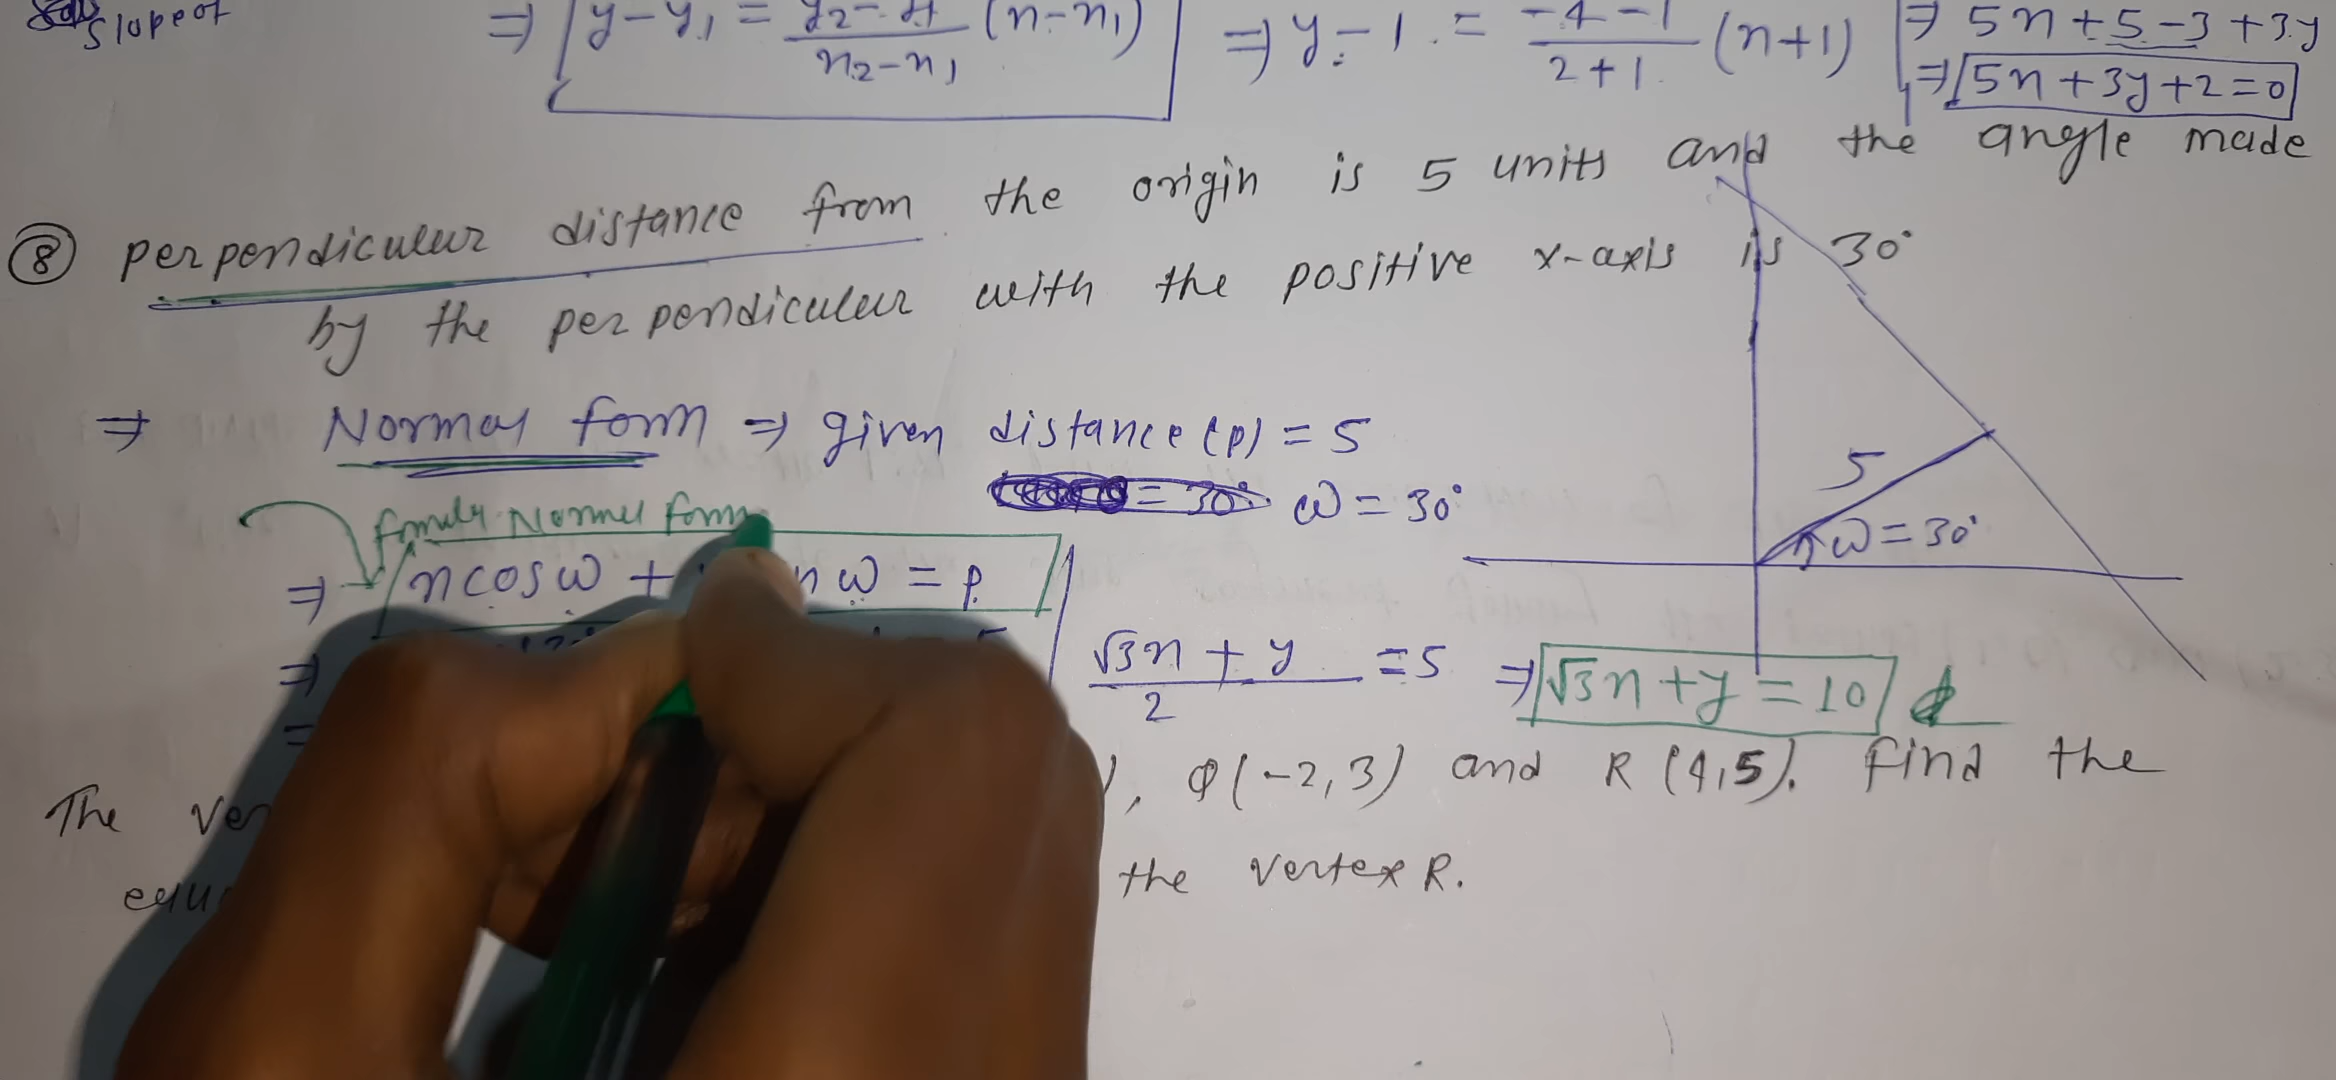 slope of
⇒ y-y₁ = y₂-y₁/x₂-x₁ (x-x₁) ⇒ y-1 = -4-1/2+1 (x+1) ⇒ 5x+5-3+3y
⇒ 5x+3y+2=0
⑧ perpendicular distance from the origin is 5 units and the angle made
by the perpendicular with the positive x-axis is 30°
⇒ Normal form ⇒ given distance (p) = 5
= 30° ω = 30°
5
ω = 30°
Normal form
⇒ x cos ω + n ω = p
⇒ √3x + y/2 = 5 ⇒ √3x + y = 10
The ), Q(-2,3) and R(4,5). Find the
the vertex R.